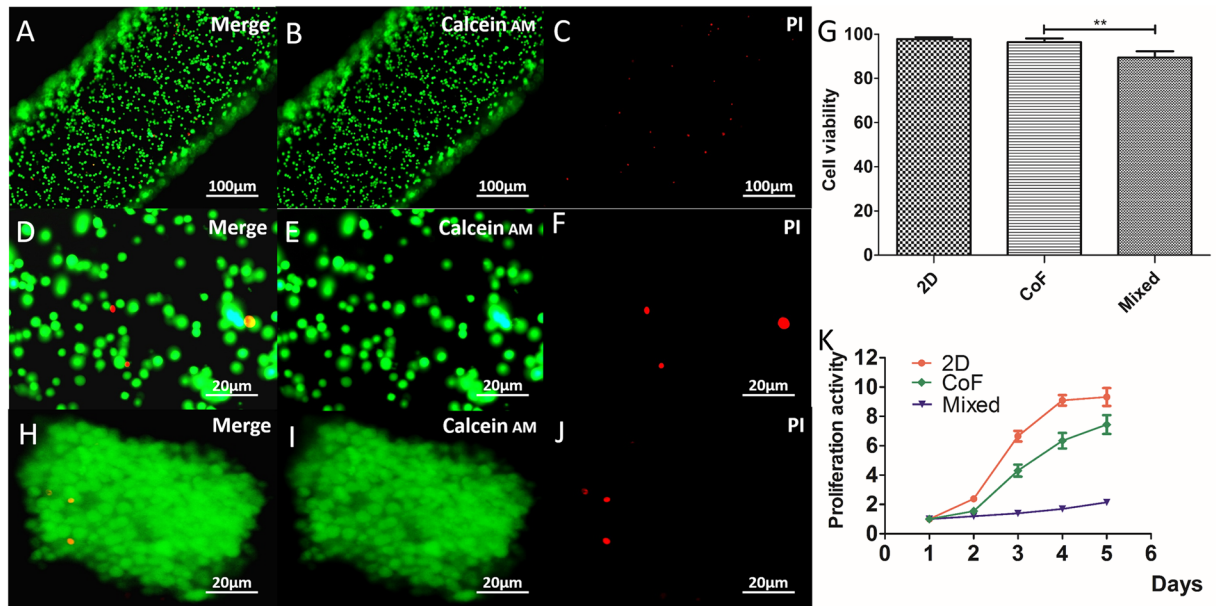 A Merge
100μm
B Calcein AM
100μm
C PI
100μm
D Merge
20μm
E Calcein AM
20μm
F PI
20μm
H Merge
20μm
I Calcein AM
20μm
J PI
20μm
G
**
100
80
60
40
20
0
Cell viability
2D
CoF
Mixed
K
2D
CoF
Mixed
12
10
8
6
4
2
0
Proliferation activity
0 1 2 3 4 5 6
Days